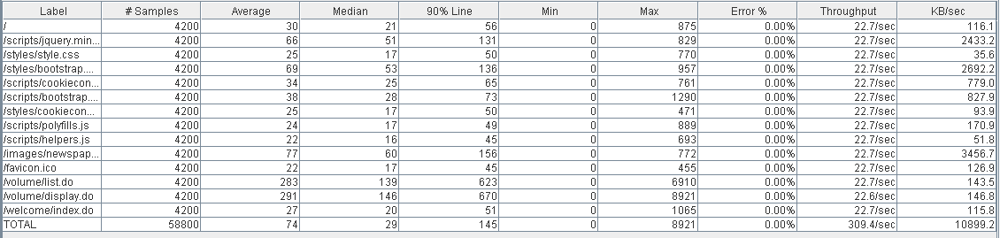 Label # Samples Average Median 90% Line Min Max Error % Throughput KB/sec
/ 4200 30 21 56 0 875 0.00% 22.7/sec 116.1
/scripts/jquery.min... 4200 66 51 131 0 829 0.00% 22.7/sec 2433.2
/styles/style.css 4200 25 17 50 0 770 0.00% 22.7/sec 35.6
/styles/bootstrap.... 4200 69 53 136 0 957 0.00% 22.7/sec 2692.2
/scripts/cookiecon... 4200 34 25 65 0 761 0.00% 22.7/sec 779.0
/scripts/bootstrap.... 4200 38 28 73 0 1290 0.00% 22.7/sec 827.9
/styles/cookiecon... 4200 25 17 50 0 471 0.00% 22.7/sec 93.9
/scripts/polyfills.js 4200 24 17 49 0 889 0.00% 22.7/sec 170.9
/scripts/helpers.js 4200 22 16 45 0 693 0.00% 22.7/sec 51.8
/images/newspap... 4200 77 60 156 0 772 0.00% 22.7/sec 3456.7
/favicon.ico 4200 22 17 45 0 455 0.00% 22.7/sec 126.9
/volume/list.do 4200 283 139 623 0 6910 0.00% 22.7/sec 143.5
/volume/display.do 4200 291 146 670 0 8921 0.00% 22.6/sec 146.8
/welcome/index.do 4200 27 20 51 0 1065 0.00% 22.7/sec 115.8
TOTAL 58800 74 29 145 0 8921 0.00% 309.4/sec 10899.2